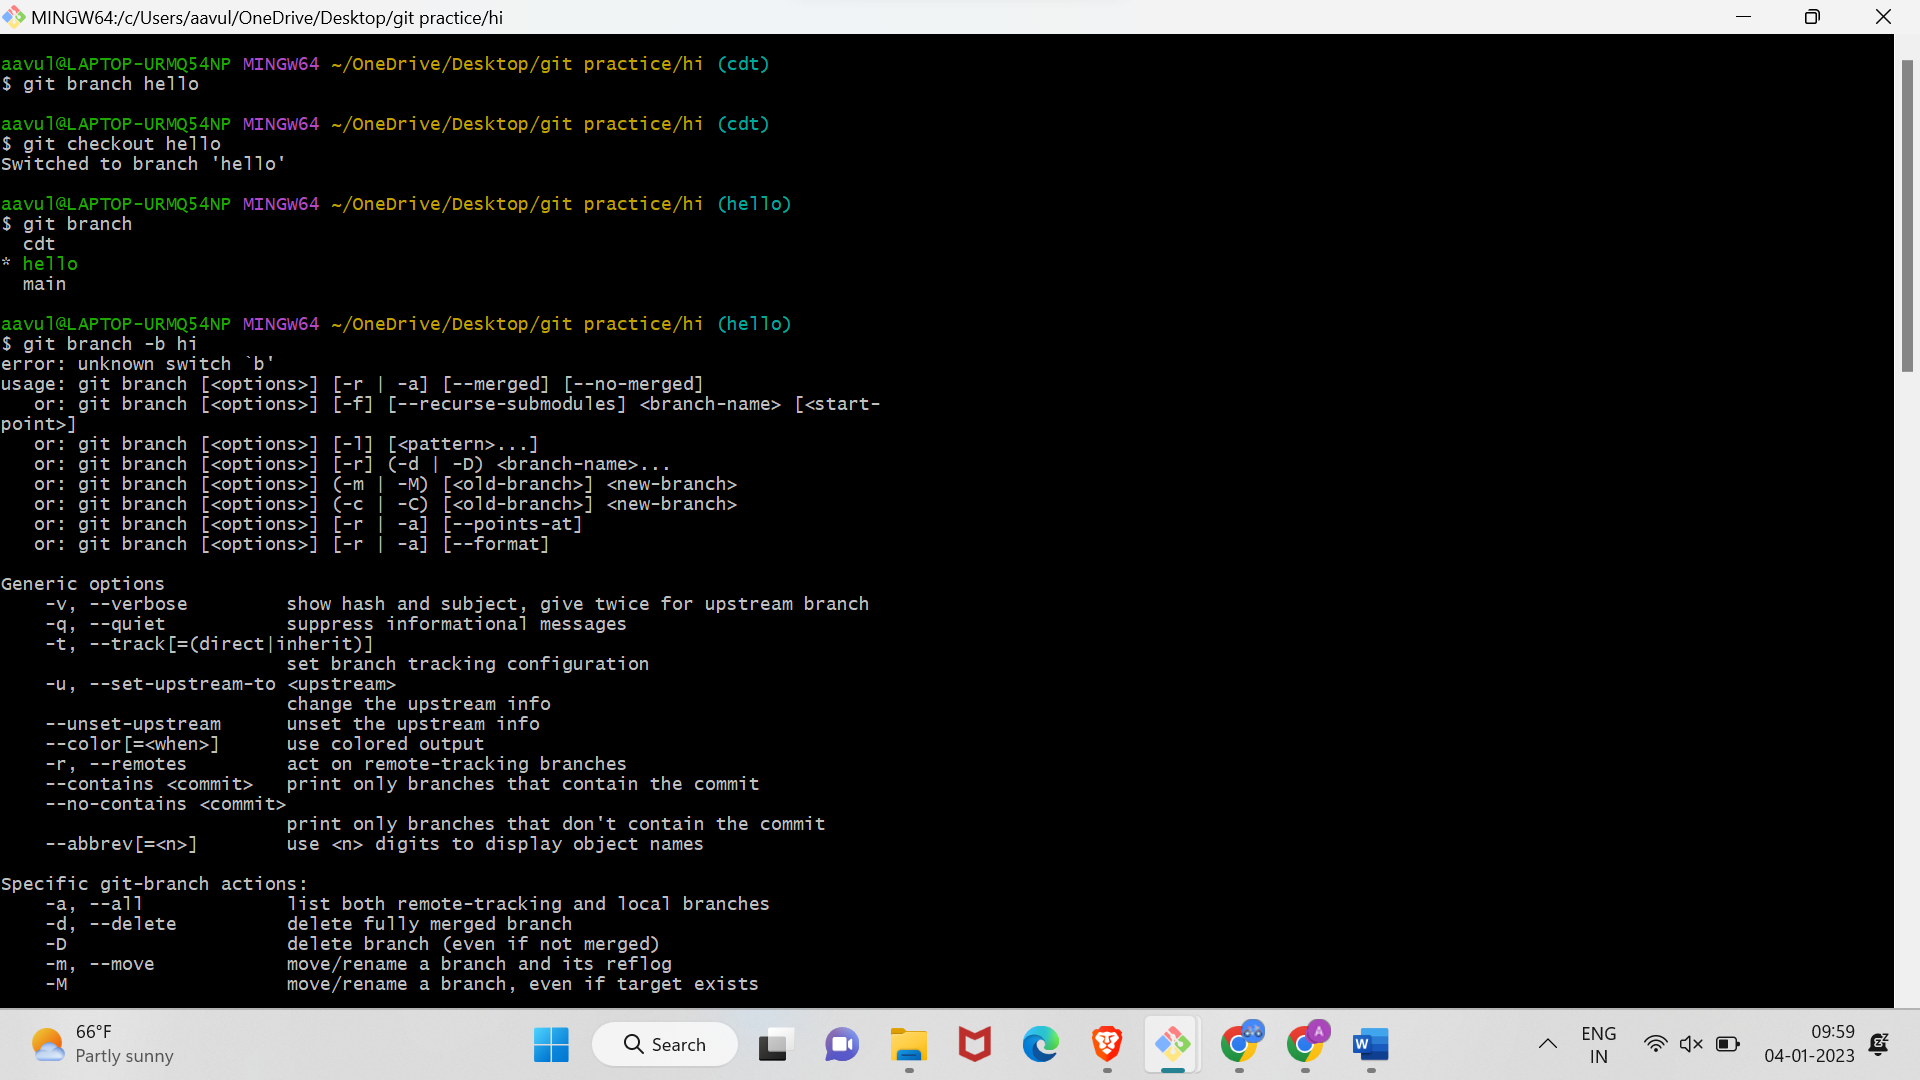 MINGW64:/c/Users/aavul/OneDrive/Desktop/git practice/hi
aavul@LAPTOP-URMQ54NP MINGW64 ~/OneDrive/Desktop/git practice/hi (cdt)
$ git branch hello
aavul@LAPTOP-URMQ54NP MINGW64 ~/OneDrive/Desktop/git practice/hi (cdt)
$ git checkout hello
Switched to branch 'hello'
aavul@LAPTOP-URMQ54NP MINGW64 ~/OneDrive/Desktop/git practice/hi (hello)
$ git branch
  cdt
* hello
  main
aavul@LAPTOP-URMQ54NP MINGW64 ~/OneDrive/Desktop/git practice/hi (hello)
$ git branch -b hi
error: unknown switch `b'
usage: git branch [<options>] [-r | -a] [--merged] [--no-merged]
   or: git branch [<options>] [-f] [--recurse-submodules] <branch-name> [<start-
point>]
   or: git branch [<options>] [-l] [<pattern>...]
   or: git branch [<options>] [-r] (-d | -D) <branch-name>...
   or: git branch [<options>] (-m | -M) [<old-branch>] <new-branch>
   or: git branch [<options>] (-c | -C) [<old-branch>] <new-branch>
   or: git branch [<options>] [-r | -a] [--points-at]
   or: git branch [<options>] [-r | -a] [--format]
Generic options
    -v, --verbose         show hash and subject, give twice for upstream branch
    -q, --quiet           suppress informational messages
    -t, --track[=(direct|inherit)]
                          set branch tracking configuration
    -u, --set-upstream-to <upstream>
                          change the upstream info
    --unset-upstream      unset the upstream info
    --color[=<when>]      use colored output
    -r, --remotes         act on remote-tracking branches
    --contains <commit>   print only branches that contain the commit
    --no-contains <commit>
                          print only branches that don't contain the commit
    --abbrev[=<n>]        use <n> digits to display object names
Specific git-branch actions:
    -a, --all             list both remote-tracking and local branches
    -d, --delete          delete fully merged branch
    -D                    delete branch (even if not merged)
    -m, --move            move/rename a branch and its reflog
    -M                    move/rename a branch, even if target exists
66°F
Partly sunny
Search
A
W
ENG
IN
09:59
04-01-2023